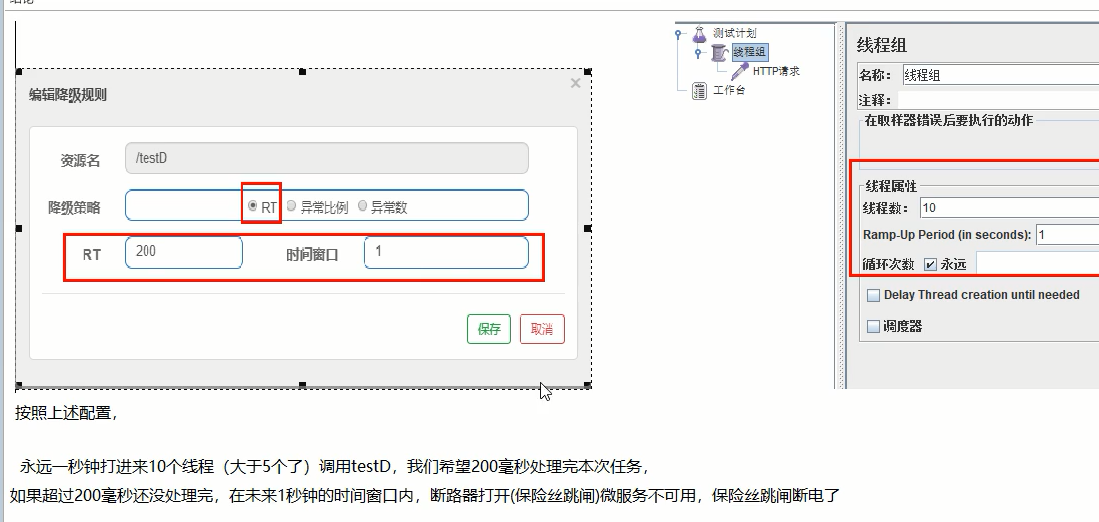 编辑降级规则
×
资源名 /testD
降级策略 RT 异常比例 异常数
RT 200 时间窗口 1
保存 取消
测试计划
线程组
HTTP请求
工作台
线程组
名称: 线程组
注释:
在取样器错误后要执行的动作
线程属性
线程数: 10
Ramp-Up Period (in seconds): 1
循环次数 永远
Delay Thread creation until needed
调度器
按照上述配置，
永远一秒钟打进来10个线程（大于5个了）调用testD，我们希望200毫秒处理完本次任务，
如果超过200毫秒还没处理完，在未来1秒钟的时间窗口内，断路器打开(保险丝跳闸)微服务不可用，保险丝跳闸断电了